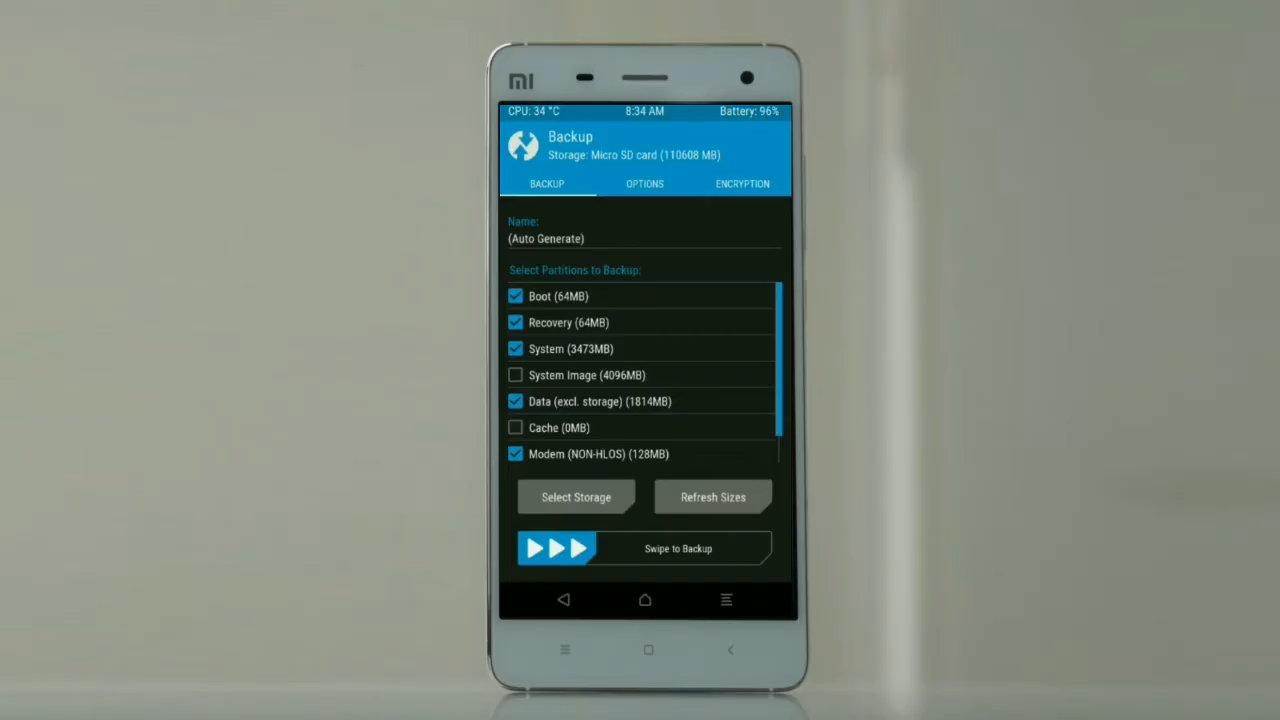 MI
CPU: 34 °C 8:34 AM Battery: 96%
Backup
Storage: Micro SD card (110608 MB)
BACKUP OPTIONS ENCRYPTION
Name:
(Auto Generate)
Select Partitions to Backup:
Boot (64MB)
Recovery (64MB)
System (3473MB)
System Image (4096MB)
Data (excl. storage) (1814MB)
Cache (0MB)
Modem (NON-HLOS) (128MB)
Select Storage Refresh Sizes
Swipe to Backup